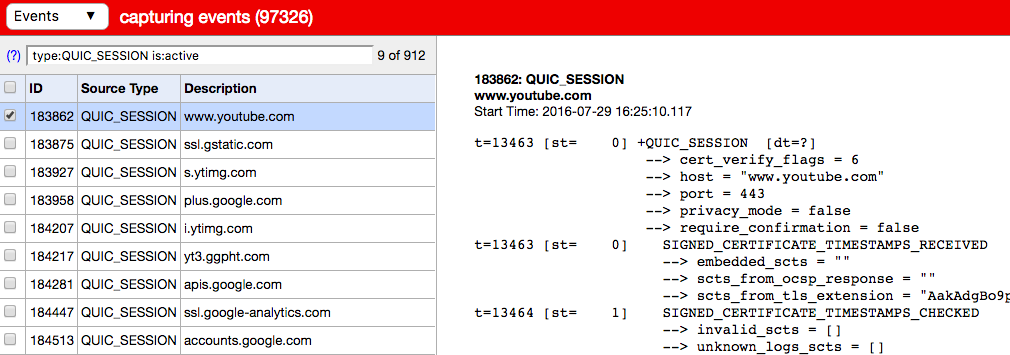 Events ▼ capturing events (97326)
(?) type:QUIC_SESSION is:active 9 of 912
ID Source Type Description
183862 QUIC_SESSION www.youtube.com
183875 QUIC_SESSION ssl.gstatic.com
183927 QUIC_SESSION s.ytimg.com
183958 QUIC_SESSION plus.google.com
184207 QUIC_SESSION i.ytimg.com
184217 QUIC_SESSION yt3.ggpht.com
184281 QUIC_SESSION apis.google.com
184447 QUIC_SESSION ssl.google-analytics.com
184513 QUIC_SESSION accounts.google.com
183862: QUIC_SESSION
www.youtube.com
Start Time: 2016-07-29 16:25:10.117
t=13463 [st=    0] +QUIC_SESSION  [dt=?]
--> cert_verify_flags = 6
--> host = "www.youtube.com"
--> port = 443
--> privacy_mode = false
--> require_confirmation = false
t=13463 [st=    0]    SIGNED_CERTIFICATE_TIMESTAMPS_RECEIVED
--> embedded_scts = ""
--> scts_from_ocsp_response = ""
--> scts_from_tls_extension = "AakAdgBo9p
t=13464 [st=    1]    SIGNED_CERTIFICATE_TIMESTAMPS_CHECKED
--> invalid_scts = []
--> unknown_logs_scts = []